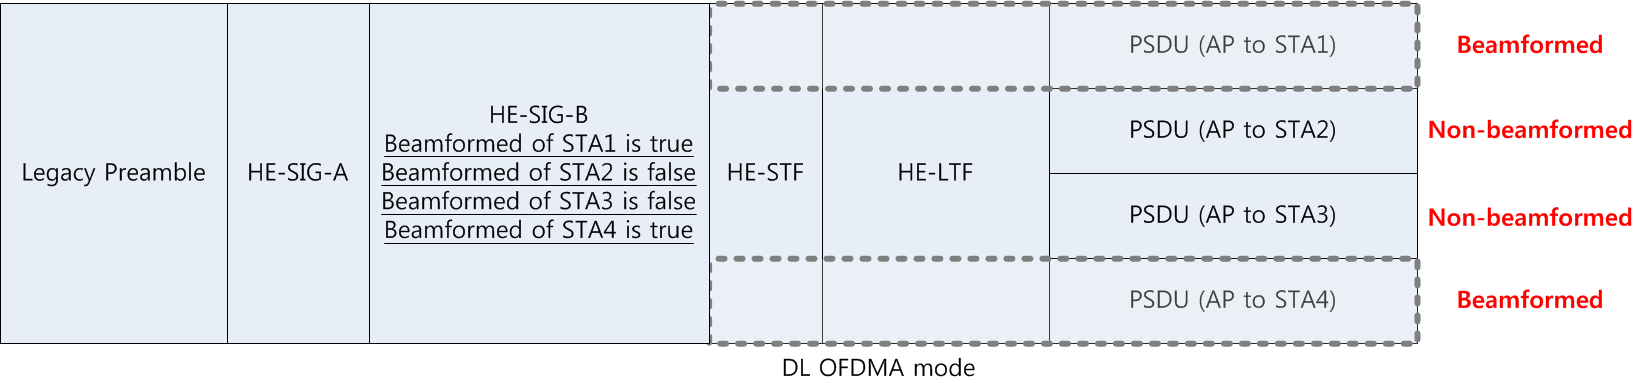 PSDU (AP to STA1)
Beamformed
HE-SIG-B
Beamformed of STA1 is true
Beamformed of STA2 is false
Beamformed of STA3 is false
Beamformed of STA4 is true
PSDU (AP to STA2)
Non-beamformed
Legacy Preamble
HE-SIG-A
HE-STF
HE-LTF
PSDU (AP to STA3)
Non-beamformed
PSDU (AP to STA4)
Beamformed
DL OFDMA mode